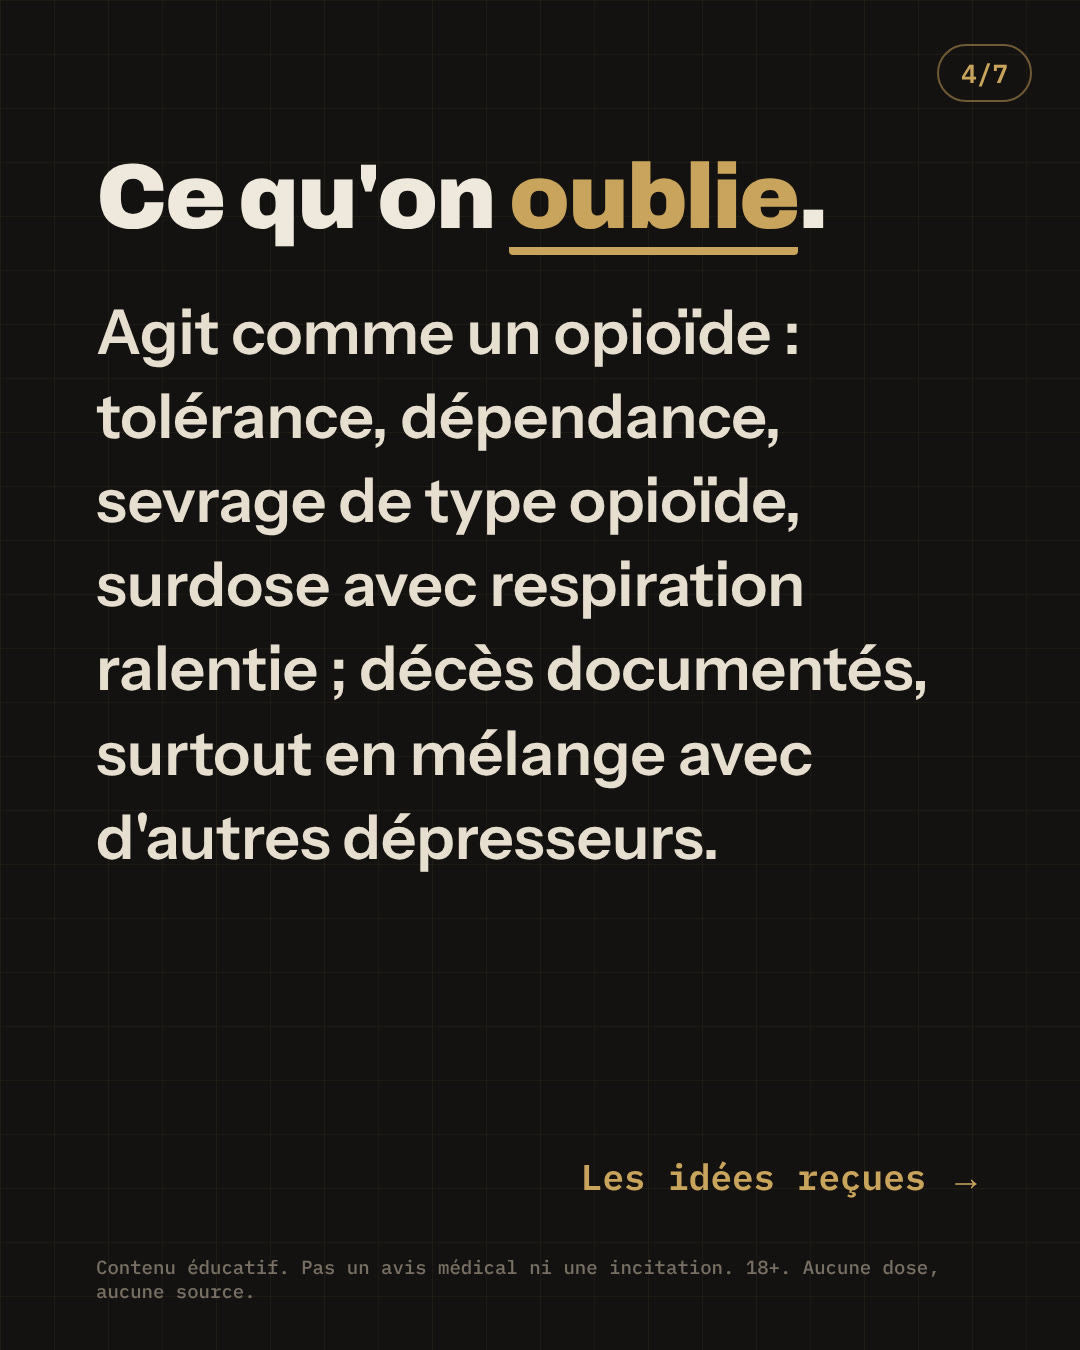 4/7
Ce qu'on oublie.
Agit comme un opioïde :
tolérance, dépendance,
sevrage de type opioïde,
surdose avec respiration
ralentie ; décès documentés,
surtout en mélange avec
d'autres dépresseurs.
Les idées reçues →
Contenu éducatif. Pas un avis médical ni une incitation. 18+. Aucune dose,
aucune source.